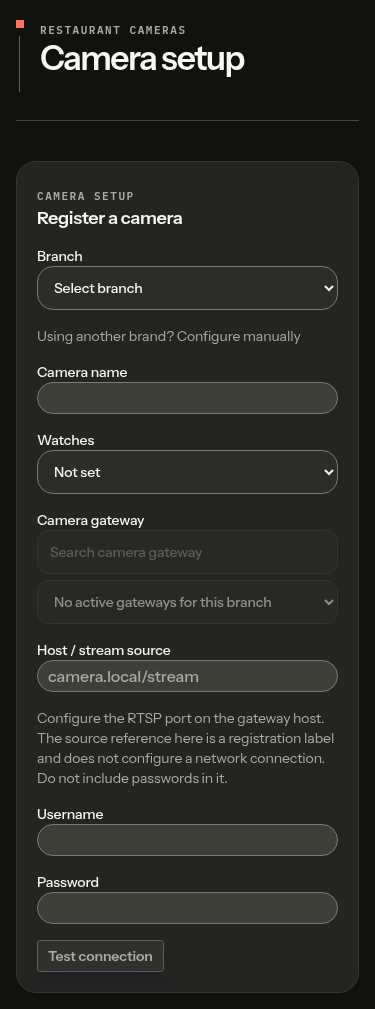 RESTAURANT CAMERAS
Camera setup
CAMERA SETUP
Register a camera
Branch
Select branch
Using another brand? Configure manually
Camera name
Watches
Not set
Camera gateway
Search camera gateway
No active gateways for this branch
Host / stream source
camera.local/stream
Configure the RTSP port on the gateway host.
The source reference here is a registration label
and does not configure a network connection.
Do not include passwords in it.
Username
Password
Test connection